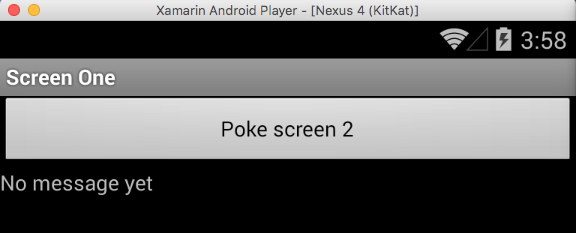 Xamarin Android Player - [Nexus 4 (KitKat)]
3:58
Screen One
Poke screen 2
No message yet